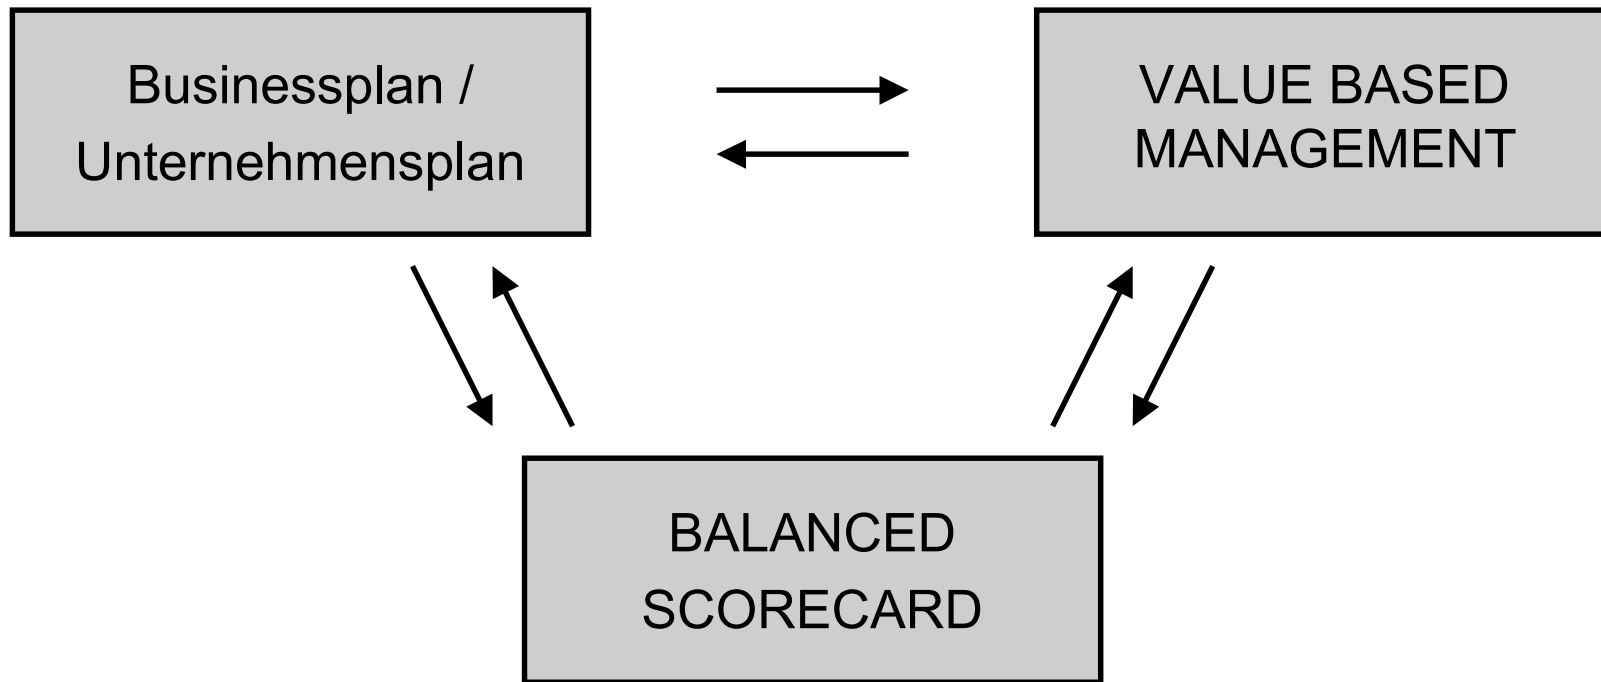 Businessplan /
Unternehmensplan
VALUE BASED
MANAGEMENT
BALANCED
SCORECARD